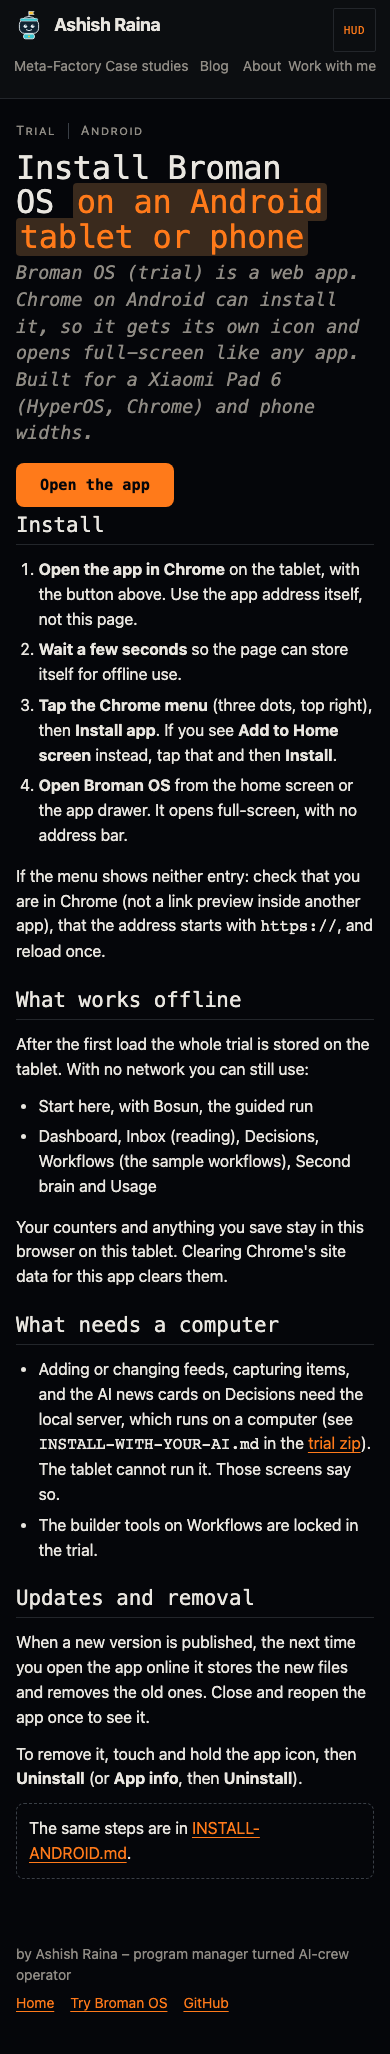 Ashish Raina
HUD
Meta-Factory Case studies Blog About Work with me
TRIAL | ANDROID
Install Broman
OS on an Android
tablet or phone
Broman OS (trial) is a web app.
Chrome on Android can install
it, so it gets its own icon and
opens full-screen like any app.
Built for a Xiaomi Pad 6
(HyperOS, Chrome) and phone
widths.
Open the app
Install
1. Open the app in Chrome on the tablet, with
the button above. Use the app address itself,
not this page.
2. Wait a few seconds so the page can store
itself for offline use.
3. Tap the Chrome menu (three dots, top right),
then Install app. If you see Add to Home
screen instead, tap that and then Install.
4. Open Broman OS from the home screen or
the app drawer. It opens full-screen, with no
address bar.
If the menu shows neither entry: check that you
are in Chrome (not a link preview inside another
app), that the address starts with https://, and
reload once.
What works offline
After the first load the whole trial is stored on the
tablet. With no network you can still use:
• Start here, with Bosun, the guided run
• Dashboard, Inbox (reading), Decisions,
Workflows (the sample workflows), Second
brain and Usage
Your counters and anything you save stay in this
browser on this tablet. Clearing Chrome's site
data for this app clears them.
What needs a computer
• Adding or changing feeds, capturing items,
and the AI news cards on Decisions need the
local server, which runs on a computer (see
INSTALL-WITH-YOUR-AI.md in the trial zip).
The tablet cannot run it. Those screens say
so.
• The builder tools on Workflows are locked in
the trial.
Updates and removal
When a new version is published, the next time
you open the app online it stores the new files
and removes the old ones. Close and reopen the
app once to see it.
To remove it, touch and hold the app icon, then
Uninstall (or App info, then Uninstall).
The same steps are in INSTALL-
ANDROID.md.
by Ashish Raina – program manager turned AI-crew
operator
Home Try Broman OS GitHub